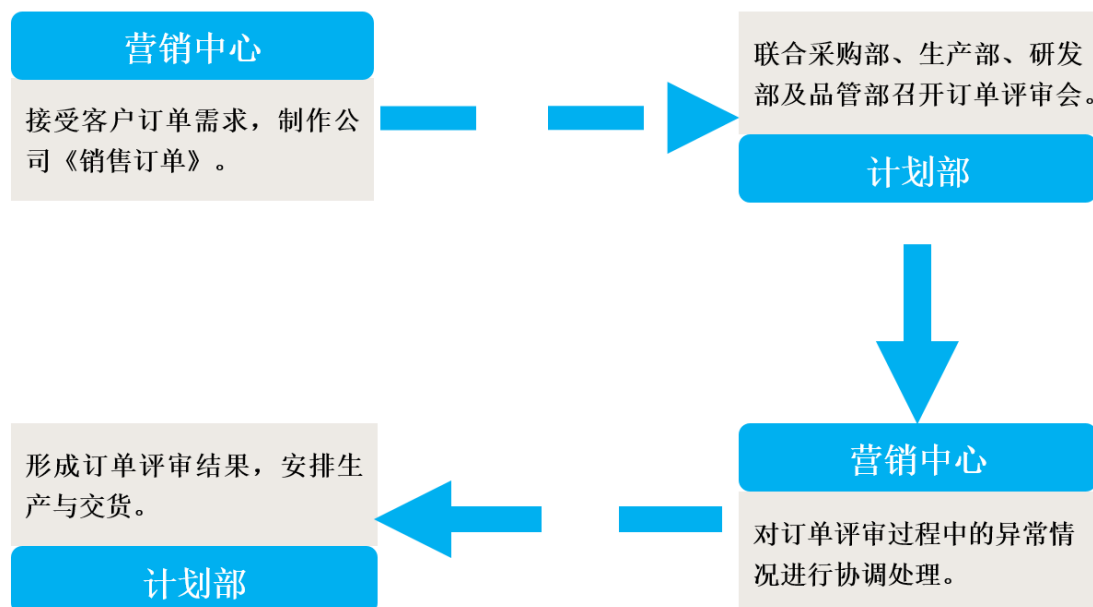 营销中心
接受客户订单需求，制作公
司《销售订单》。
联合采购部、生产部、研发
部及品管部召开订单评审会。
计划部
营销中心
对订单评审过程中的异常情
况进行协调处理。
形成订单评审结果，安排生
产与交货。
计划部